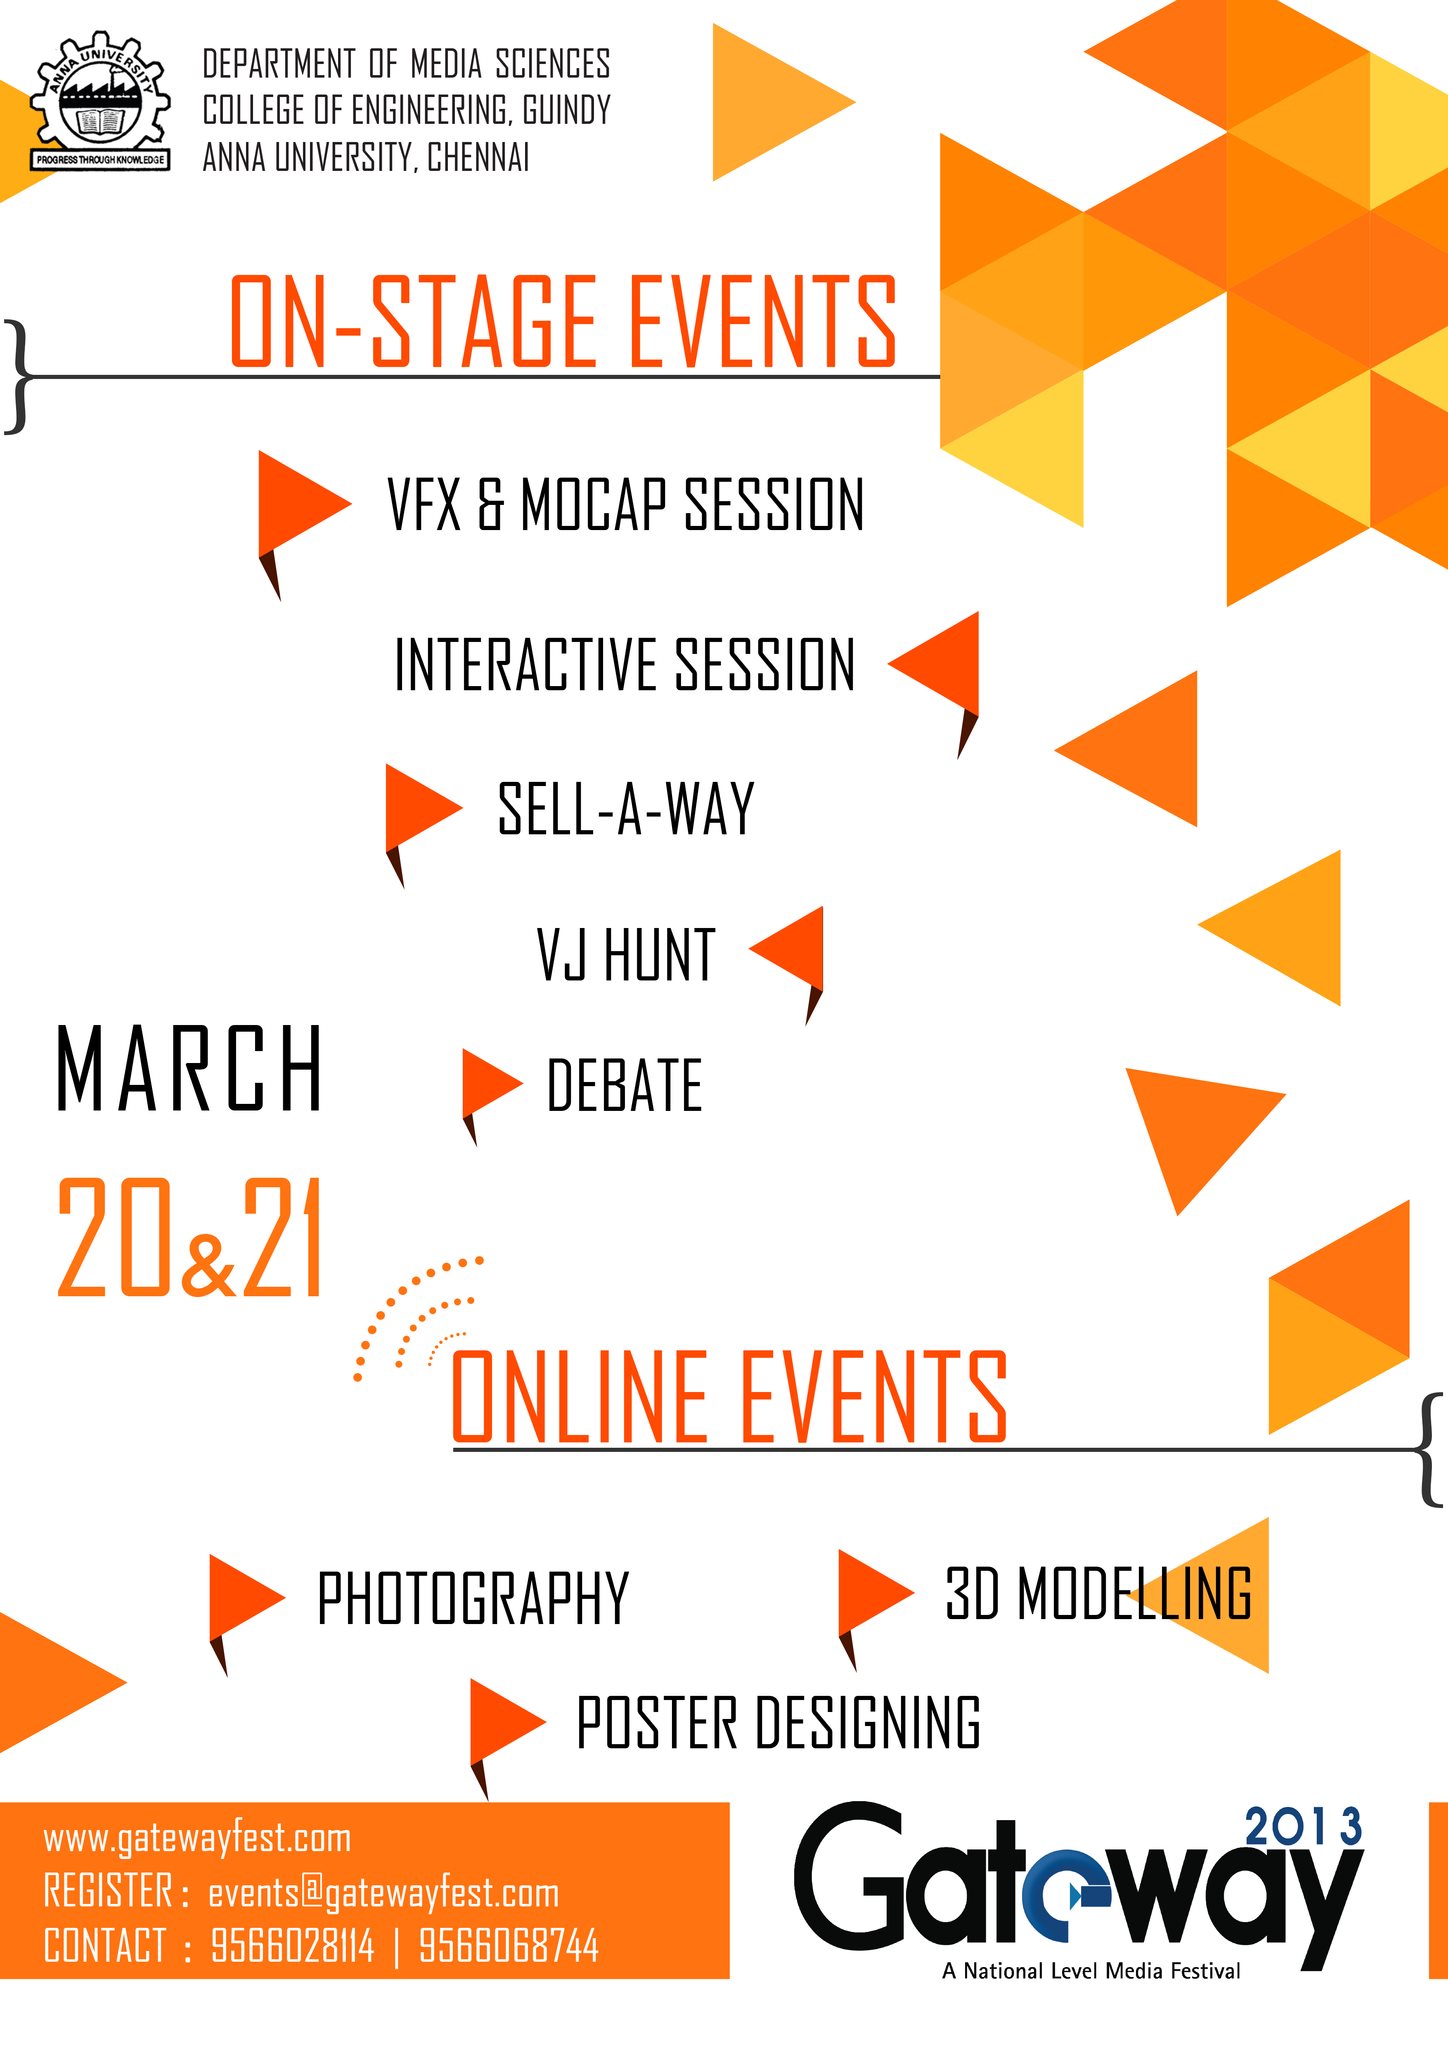 ANNA UNIVERSITY
PROGRESS THROUGH KNOWLEDGE
DEPARTMENT OF MEDIA SCIENCES
COLLEGE OF ENGINEERING, GUINDY
ANNA UNIVERSITY, CHENNAI
ON-STAGE EVENTS
VFX & MOCAP SESSION
INTERACTIVE SESSION
SELL-A-WAY
VJ HUNT
DEBATE
MARCH
20&21
ONLINE EVENTS
PHOTOGRAPHY
3D MODELLING
POSTER DESIGNING
www.gatewayfest.com
REGISTER : events@gatewayfest.com
CONTACT : 9566028114 | 9566068744
2013
Gateway
A National Level Media Festival